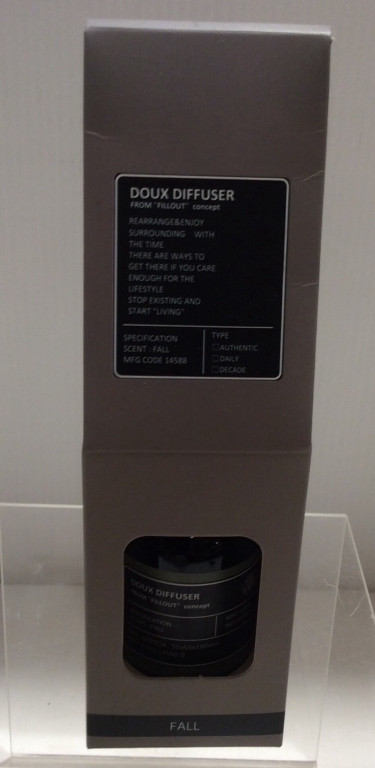 DOUX DIFFUSER
FROM "FILLOUT" concept
REARRANGE&ENJOY
SURROUNDING WITH
THE TIME
THERE ARE WAYS TO
GET THERE IF YOU CARE
ENOUGH FOR THE
LIFESTYLE
STOP EXISTING AND
START "LIVING"
SPECIFICATION
SCENT : FALL
MFG CODE 14588
TYPE
☐AUTHENTIC
☐DAILY
☐DECADE
DOUX DIFFUSER
FROM "FILLOUT" concept
FALL